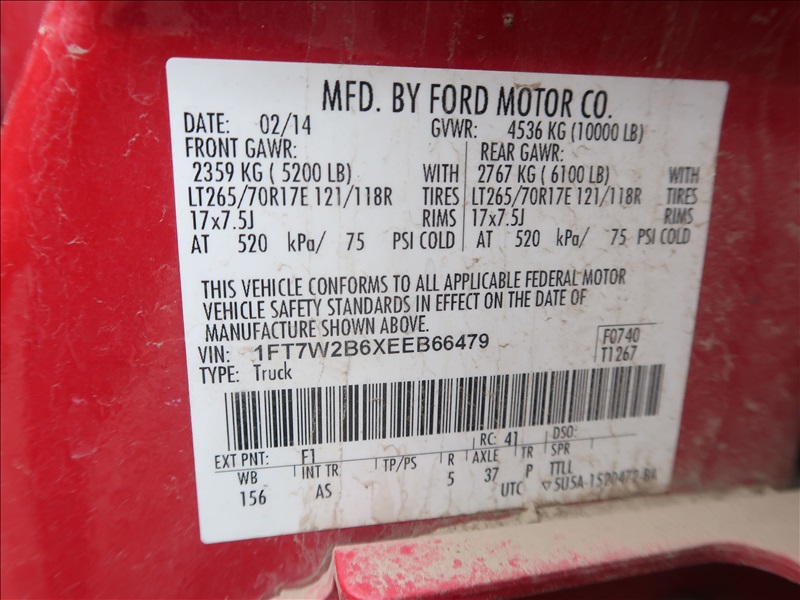 MFD. BY FORD MOTOR CO.
DATE: 02/14 GVWR: 4536 KG (10000 LB)
FRONT GAWR: REAR GAWR:
2359 KG ( 5200 LB) WITH 2767 KG ( 6100 LB) WITH
LT265/70R17E 121/118R TIRES LT265/70R17E 121/118R TIRES
17x7.5J RIMS 17x7.5J RIMS
AT 520 kPa/ 75 PSI COLD AT 520 kPa/ 75 PSI COLD
THIS VEHICLE CONFORMS TO ALL APPLICABLE FEDERAL MOTOR
VEHICLE SAFETY STANDARDS IN EFFECT ON THE DATE OF
MANUFACTURE SHOWN ABOVE.
VIN: 1FT7W2B6XEEB66479 F0740
TYPE: Truck T1267
EXT PNT: F1 RC: 41 DSO:
WB INT TR TP/PS R AXLE TR SPR
156 AS 5 37 P TTLL
UTC